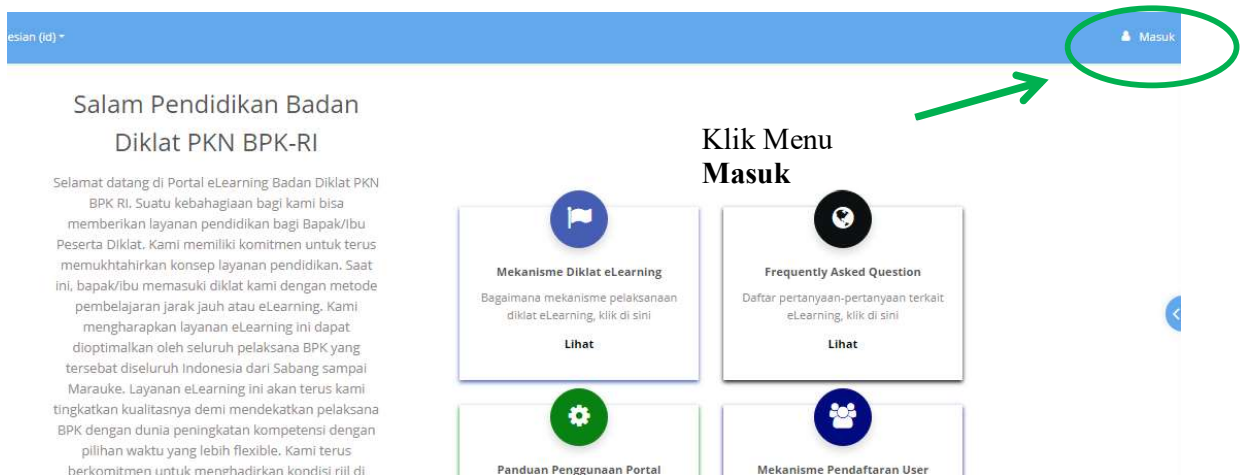 esian (id)
Masuk
Salam Pendidikan Badan
Diklat PKN BPK-RI
Selamat datang di Portal eLearning Badan Diklat PKN
BPK RI. Suatu kebahagiaan bagi kami bisa
memberikan layanan pendidikan bagi Bapak/Ibu
Peserta Diklat. Kami memiliki komitmen untuk terus
memukhtahirkan konsep layanan pendidikan. Saat
ini, bapak/ibu memasuki diklat kami dengan metode
pembelajaran jarak jauh atau eLearning. Kami
mengharapkan layanan eLearning ini dapat
dioptimalkan oleh seluruh pelaksana BPK yang
tersebat diseluruh Indonesia dari Sabang sampai
Marauke. Layanan eLearning ini akan terus kami
tingkatkan kualitasnya demi mendekatkan pelaksana
BPK dengan dunia peningkatan kompetensi dengan
pilihan waktu yang lebih flexible. Kami terus
berkomitmen untuk menghadirkan kondisi riil di
Klik Menu
Masuk
Mekanisme Diklat eLearning
Bagaimana mekanisme pelaksanaan
diklat eLearning, klik di sini
Lihat
Frequently Asked Question
Daftar pertanyaan-pertanyaan terkait
eLearning, klik di sini
Lihat
Panduan Penggunaan Portal
Mekanisme Pendaftaran User